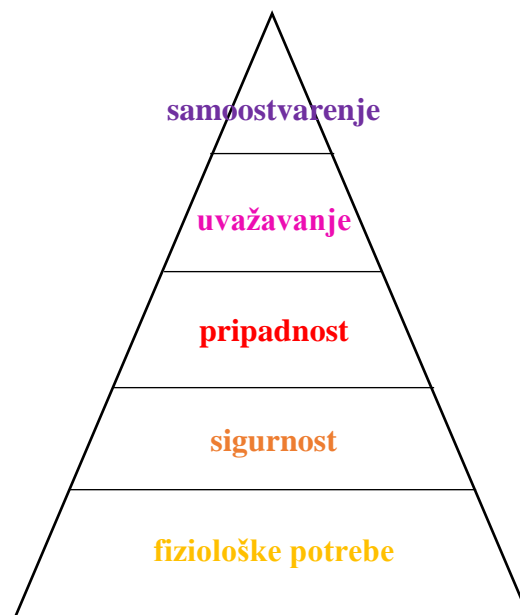 samoostvarenje
uvažavanje
pripadnost
sigurnost
fiziološke potrebe